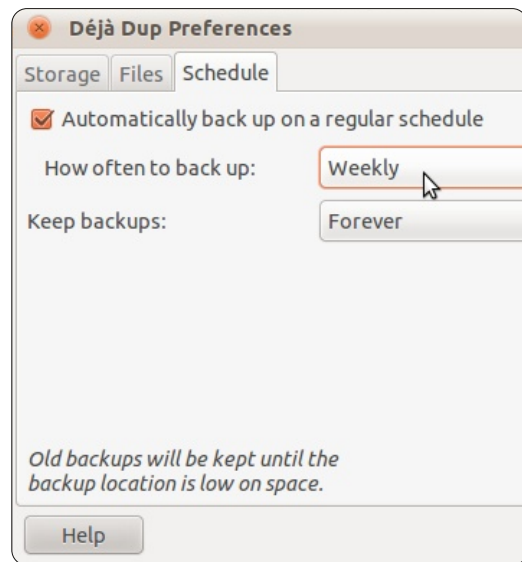 Déjà Dup Preferences
Storage Files Schedule
Automatically back up on a regular schedule
How often to back up: Weekly
Keep backups: Forever
Old backups will be kept until the
backup location is low on space.
Help